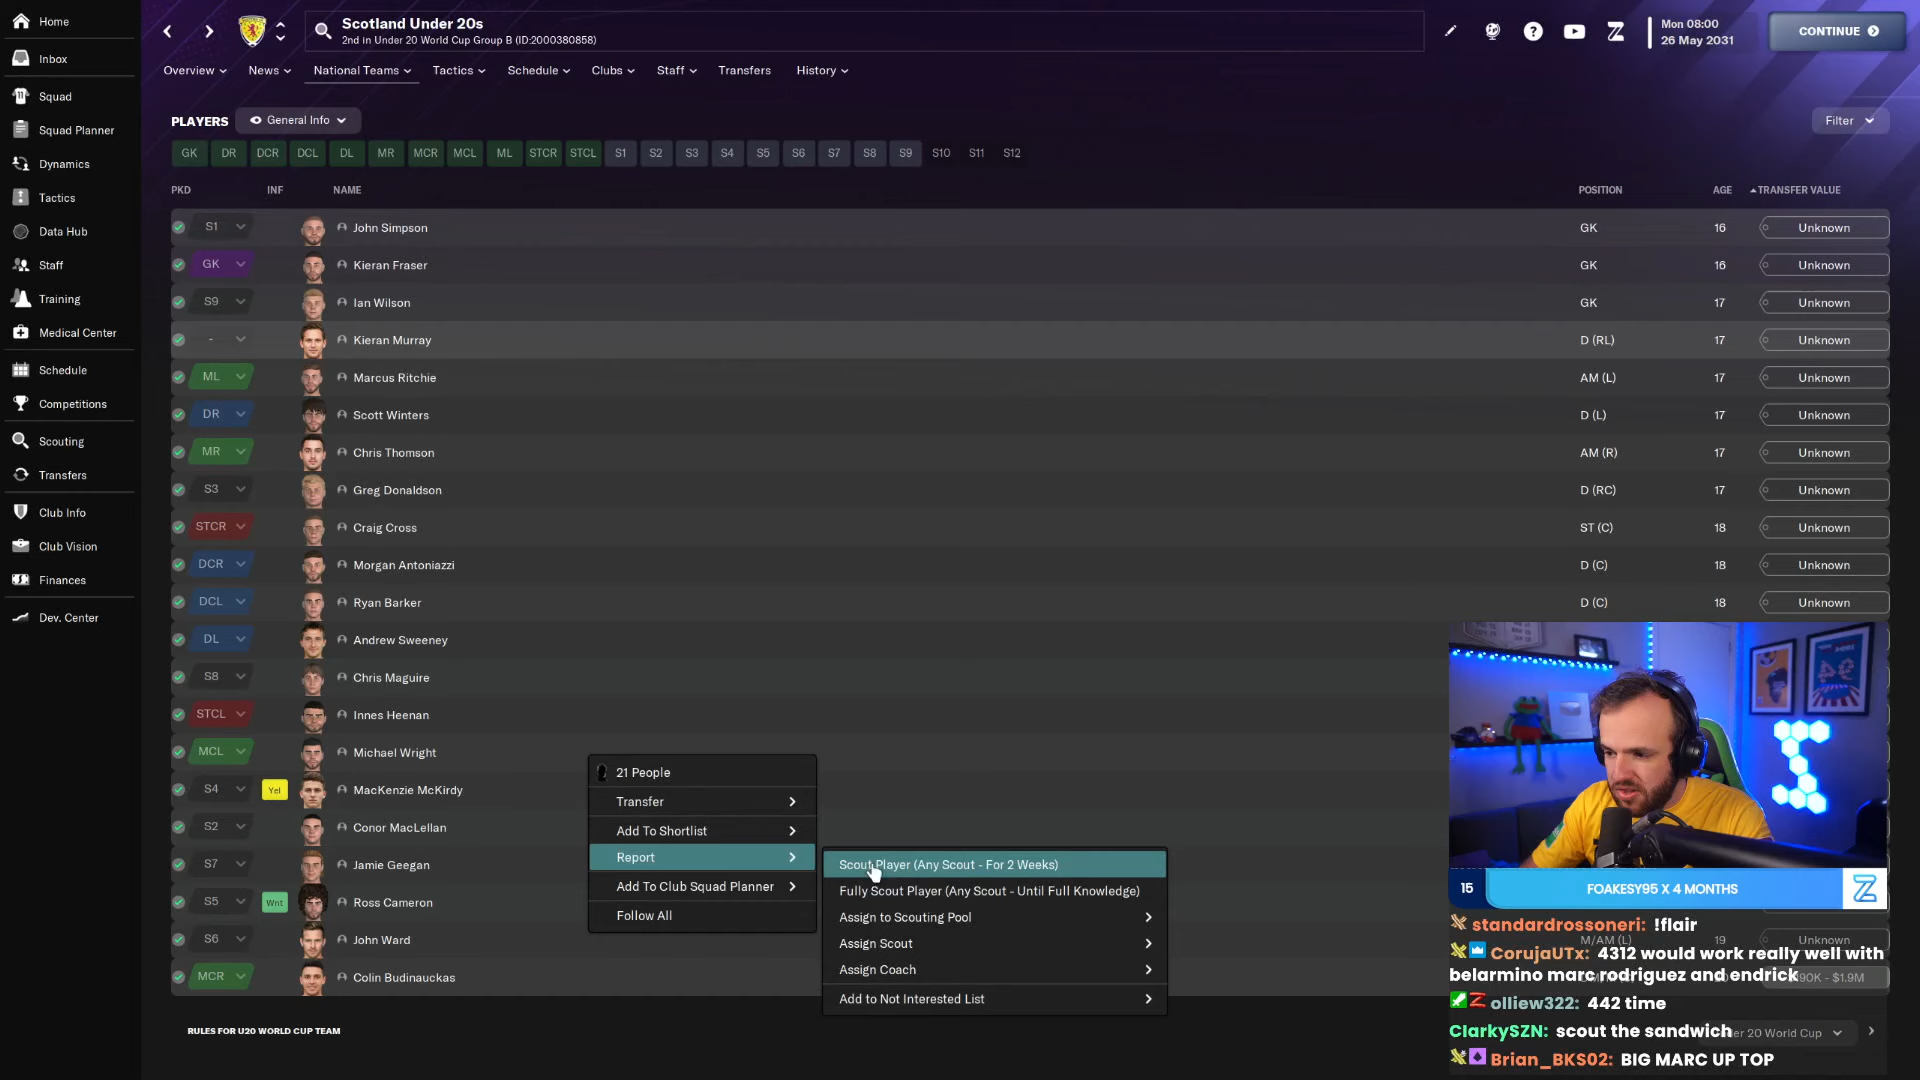 Home
Inbox
Squad
Squad Planner
Dynamics
Tactics
Data Hub
Staff
Training
Medical Center
Schedule
Competitions
Scouting
Transfers
Club Info
Club Vision
Finances
Dev. Center
Scotland Under 20s
2nd in Under 20 World Cup Group B (ID:2000380858)
Mon 08:00
26 May 2031
CONTINUE
Overview News National Teams Tactics Schedule Clubs Staff Transfers History
PLAYERS General Info Filter
GK DR DCR DCL DL MR MCR MCL ML STCR STCL S1 S2 S3 S4 S5 S6 S7 S8 S9 S10 S11 S12
PKD INF NAME POSITION AGE TRANSFER VALUE
S1 John Simpson GK 16 Unknown
GK Kieran Fraser GK 16 Unknown
S9 Ian Wilson GK 17 Unknown
- Kieran Murray D (RL) 17 Unknown
ML Marcus Ritchie AM (L) 17 Unknown
DR Scott Winters D (L) 17 Unknown
MR Chris Thomson AM (R) 17 Unknown
S3 Greg Donaldson D (RC) 17 Unknown
STCR Craig Cross ST (C) 18 Unknown
DCR Morgan Antoniazzi D (C) 18 Unknown
DCL Ryan Barker D (C) 18 Unknown
DL Andrew Sweeney
S8 Chris Maguire
STCL Innes Heenan
MCL Michael Wright
S4 Yel MacKenzie McKirdy
S2 Conor MacLellan
S7 Jamie Geegan
S5 Wnt Ross Cameron
S6 John Ward M/AM (L) 19 Unknown
MCR Colin Budinauckas - $1.9M
21 People
Transfer
Add To Shortlist
Report
Add To Club Squad Planner
Follow All
Scout Player (Any Scout - For 2 Weeks)
Fully Scout Player (Any Scout - Until Full Knowledge)
Assign to Scouting Pool
Assign Scout
Assign Coach
Add to Not Interested List
15 FOAKESY95 X 4 MONTHS
standardrossoneri: !flair
CorujaUTx: 4312 would work really well with
belarmino marc rodriguez and endrick
olliew322: 442 time
ClarkySZN: scout the sandwich
Brian_BKS02: BIG MARC UP TOP
RULES FOR U20 WORLD CUP TEAM
20 World Cup